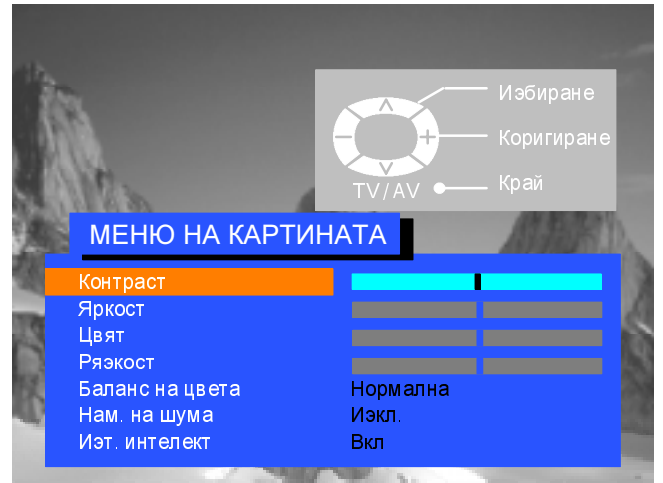 Иэбиране
Коригиране
TV/AV Край
МЕНЮ НА КАРТИНАТА
Контраст
Яркост
Цвят
Ряэкост
Баланс на цвета Нормална
Нам. на шума Иэкл.
Иэт. интелект Вкл